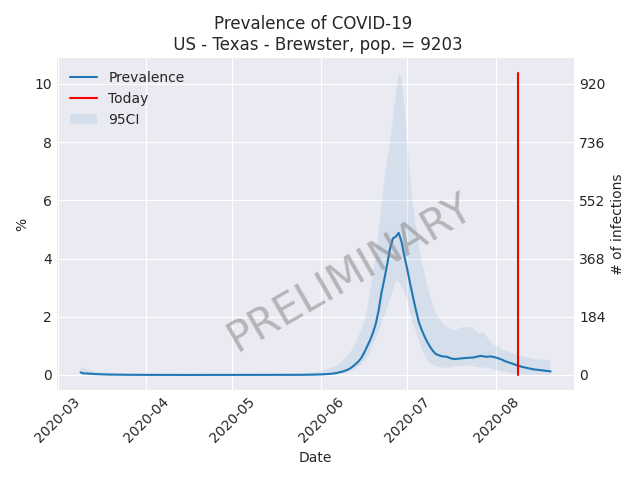 Prevalence of COVID-19
US - Texas - Brewster, pop. = 9203
Prevalence
Today
95CI
PRELIMINARY
10
8
6
4
2
0
%
920
736
552
368
184
0
# of infections
2020-03
2020-04
2020-05
2020-06
2020-07
2020-08
Date